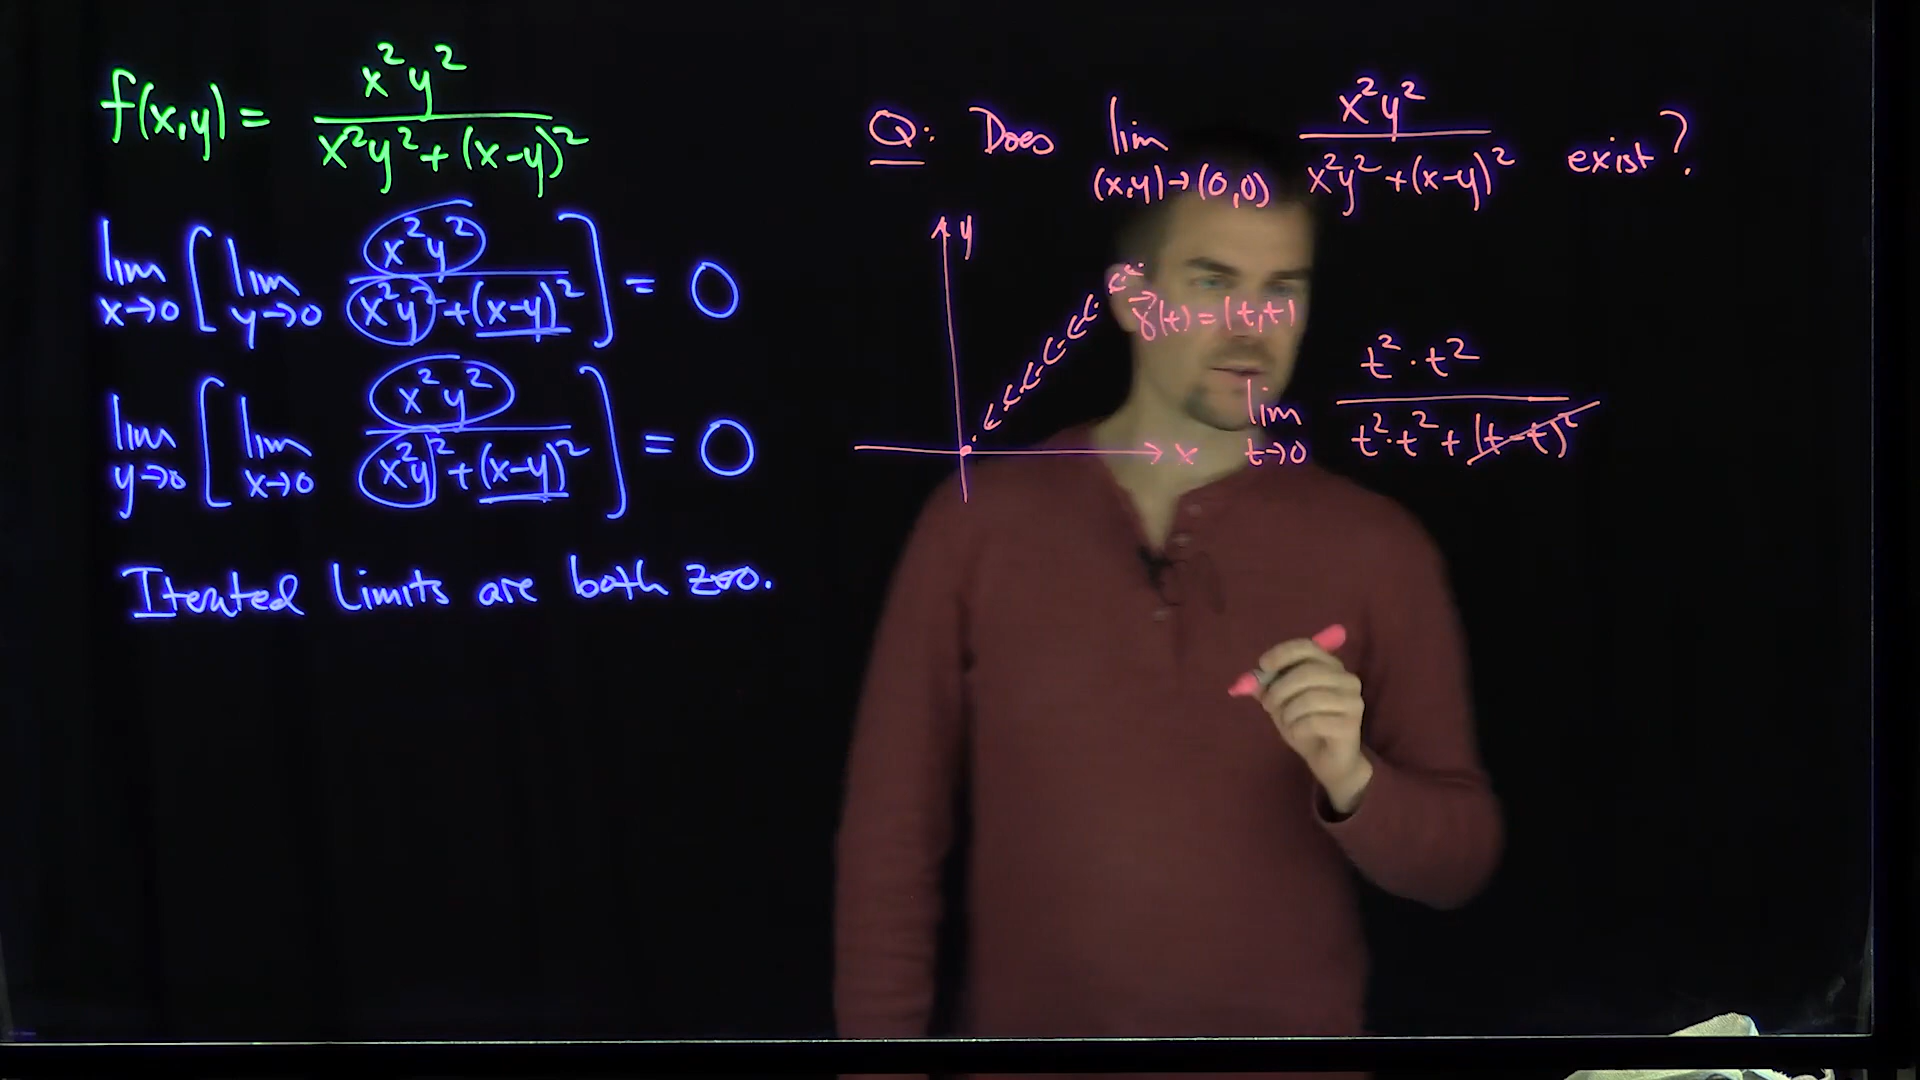 f(x,y) = x²y² / (x²y² + (x-y)²)
lim x→0 [ lim y→0 x²y² / (x²y² + (x-y)²) ] = 0
lim y→0 [ lim x→0 x²y² / (x²y² + (x-y)²) ] = 0
Iterated Limits are both zero.
Q: Does lim (x,y)→(0,0) x²y² / (x²y² + (x-y)²) exist?
y
γ⃗(t) = (t,t)
x
lim t→0 t²·t² / (t²·t² + (t-t)²)